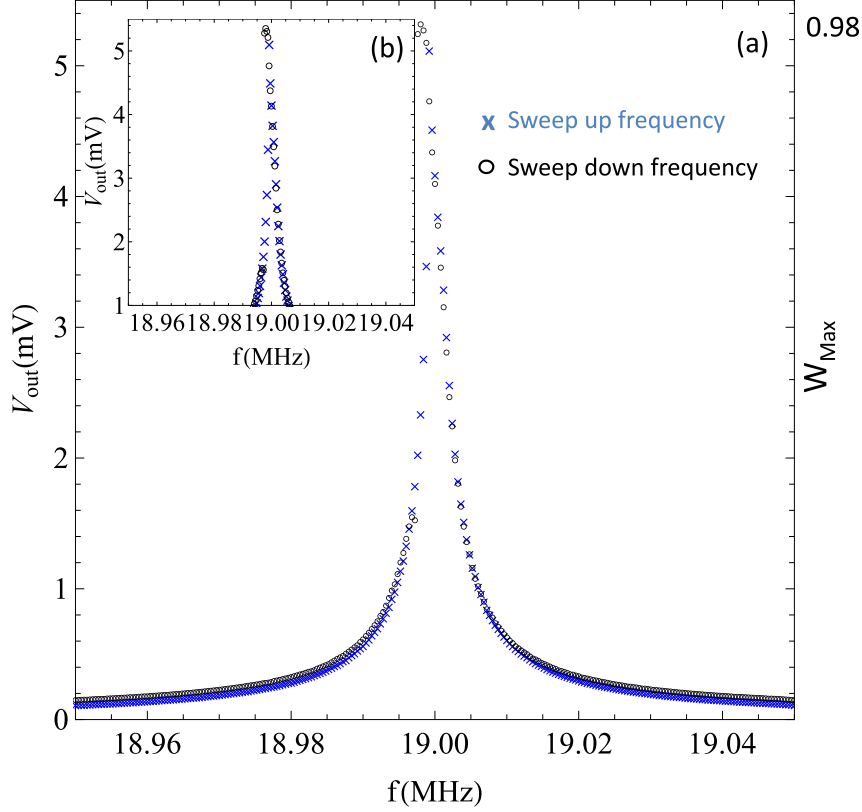 (b)
(a)
0.98
x Sweep up frequency
o Sweep down frequency
5
4
3
2
1
V_out(mV)
18.96 18.98 19.00 19.02 19.04
f(MHz)
5
4
3
2
1
0
V_out(mV)
W_Max
18.96 18.98 19.00 19.02 19.04
f(MHz)